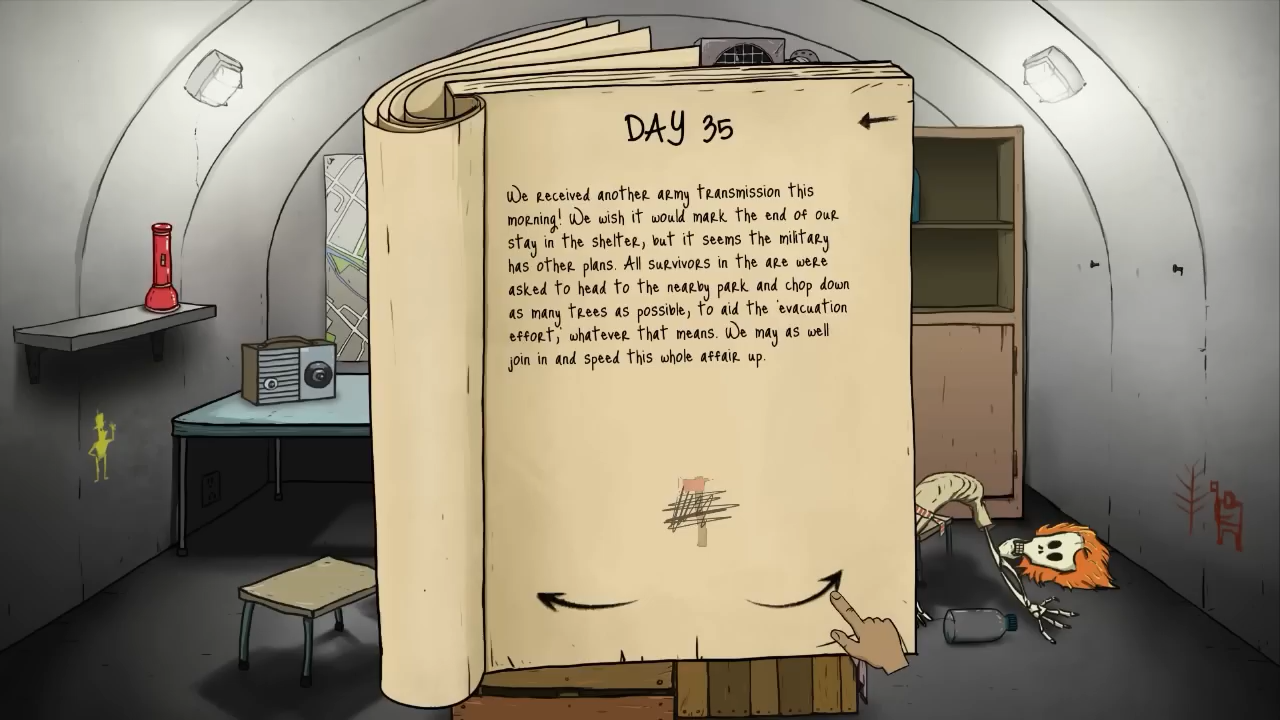 DAY 35
We received another army transmission this
morning! We wish it would mark the end of our
stay in the shelter, but it seems the military
has other plans. All survivors in the are were
asked to head to the nearby park and chop down
as many trees as possible, to aid the 'evacuation
effort,' whatever that means. We may as well
join in and speed this whole affair up.